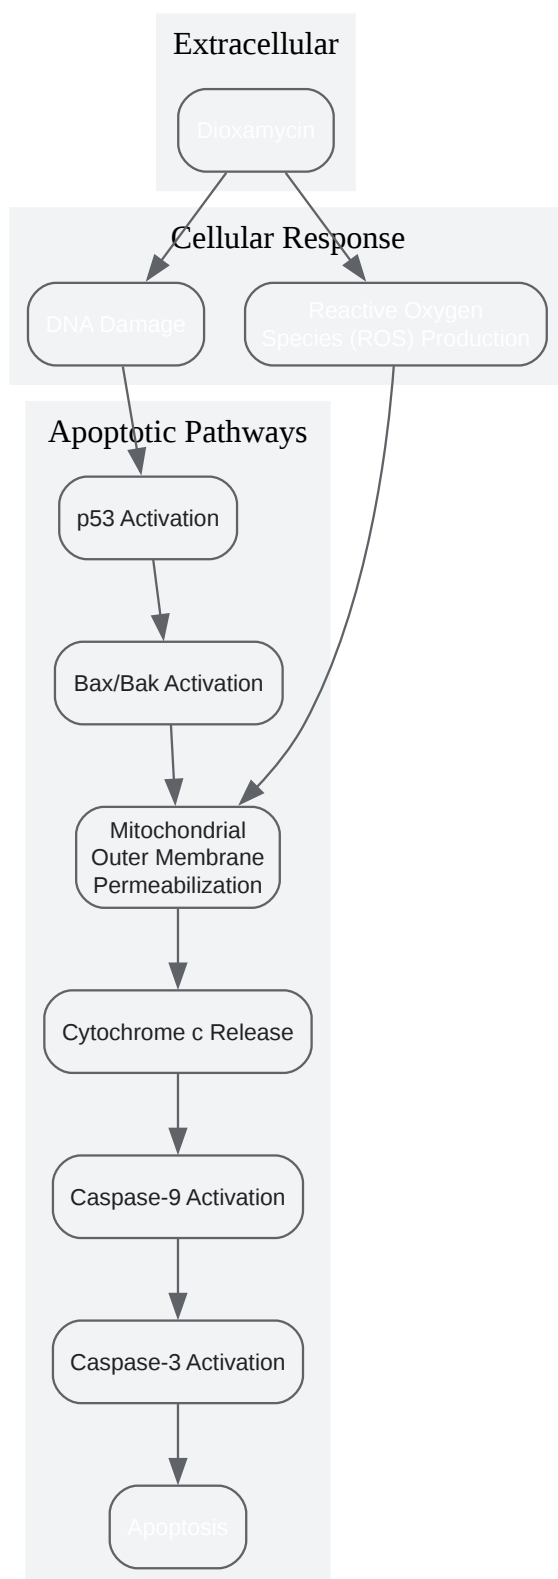 Extracellular
Dioxamycin
Cellular Response
DNA Damage
Reactive Oxygen
Species (ROS) Production
Apoptotic Pathways
p53 Activation
Bax/Bak Activation
Mitochondrial
Outer Membrane
Permeabilization
Cytochrome c Release
Caspase-9 Activation
Caspase-3 Activation
Apoptosis